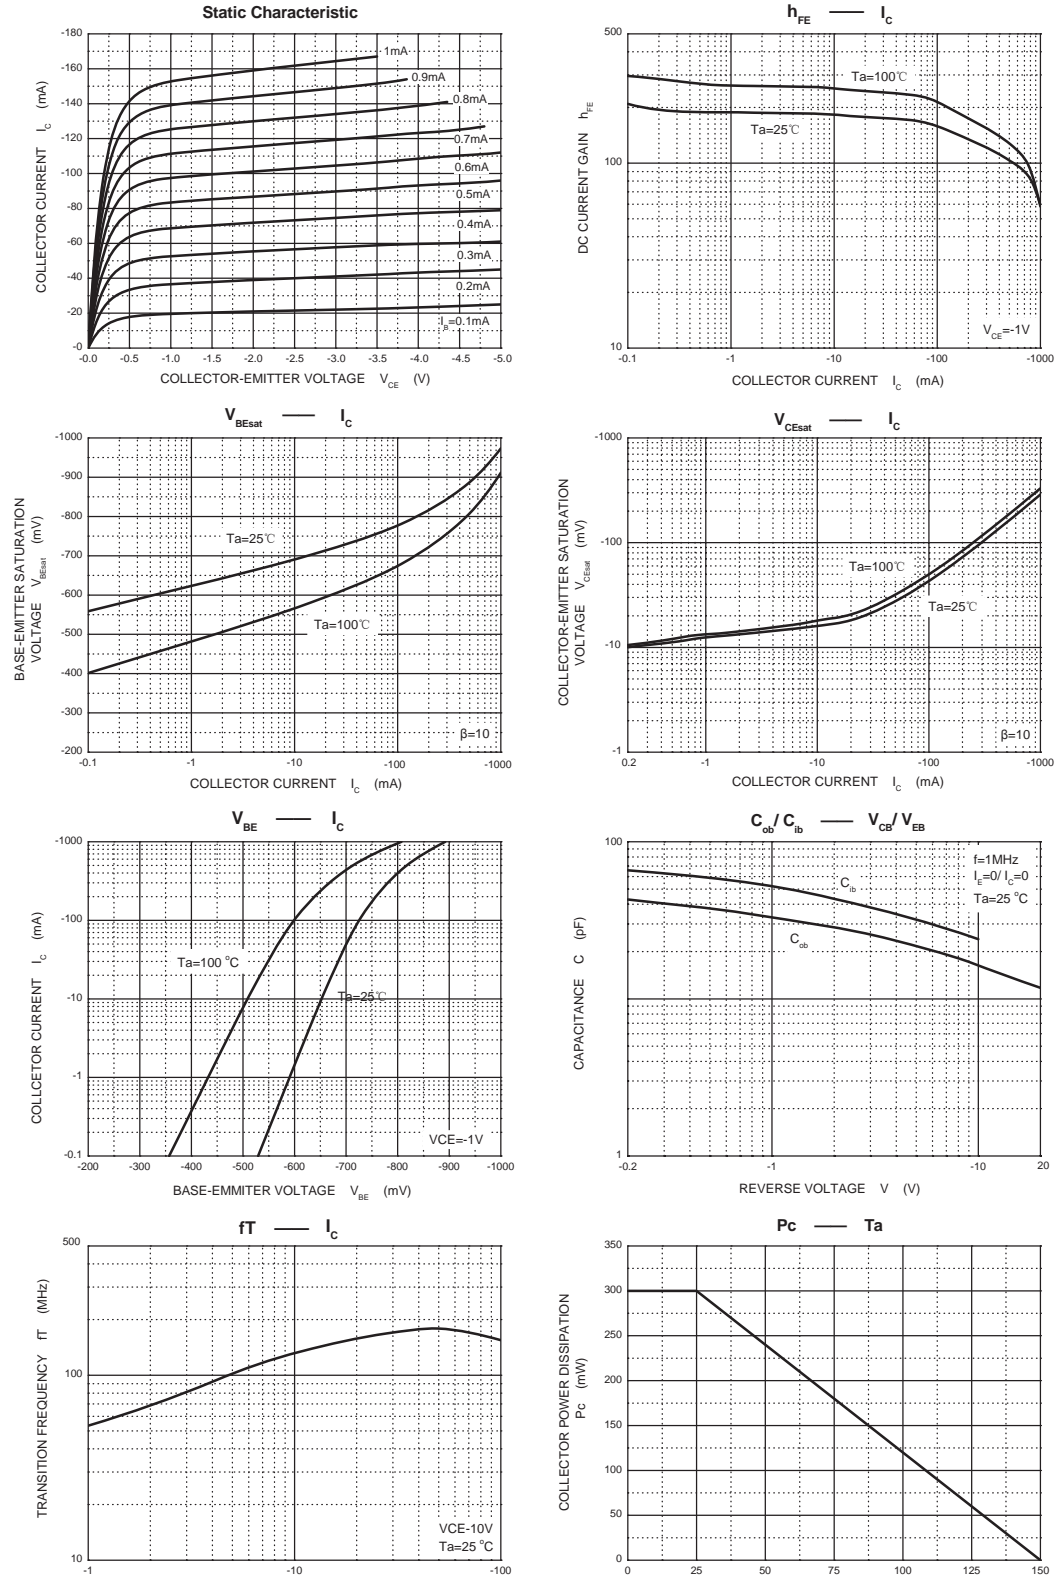 Static Characteristic
COLLECTOR CURRENT I_C (mA)
-180
-160
-140
-120
-100
-80
-60
-40
-20
-0
1mA
0.9mA
0.8mA
0.7mA
0.6mA
0.5mA
0.4mA
0.3mA
0.2mA
I_B=0.1mA
-0.0 -0.5 -1.0 -1.5 -2.0 -2.5 -3.0 -3.5 -4.0 -4.5 -5.0
COLLECTOR-EMITTER VOLTAGE V_CE (V)
h_FE — I_C
DC CURRENT GAIN h_FE
500
100
10
Ta=100℃
Ta=25℃
V_CE=-1V
-0.1 -1 -10 -100 -1000
COLLECTOR CURRENT I_C (mA)
V_BEsat — I_C
BASE-EMITTER SATURATION
VOLTAGE V_BEsat (mV)
-1000
-900
-800
-700
-600
-500
-400
-300
-200
Ta=25℃
Ta=100℃
β=10
-0.1 -1 -10 -100 -1000
COLLECTOR CURRENT I_C (mA)
V_CEsat — I_C
COLLECTOR-EMITTER SATURATION
VOLTAGE V_CEsat (mV)
-1000
-100
-10
-1
Ta=100℃
Ta=25℃
β=10
0.2 -1 -10 -100 -1000
COLLECTOR CURRENT I_C (mA)
V_BE — I_C
COLLCETOR CURRENT I_C (mA)
-1000
-100
-10
-1
-0.1
Ta=100 °C
Ta=25℃
VCE=-1V
-200 -300 -400 -500 -600 -700 -800 -900 -1000
BASE-EMMITER VOLTAGE V_BE (mV)
C_ob/ C_ib — V_CB/ V_EB
CAPACITANCE C (pF)
100
1
f=1MHz
I_E=0/ I_C=0
Ta=25 °C
C_ib
C_ob
-0.2 -1 -10 20
REVERSE VOLTAGE V (V)
fT — I_C
TRANSITION FREQUENCY fT (MHz)
500
100
10
VCE-10V
Ta=25 °C
-1 -10 -100
Pc — Ta
COLLECTOR POWER DISSIPATION
Pc (mW)
350
300
250
200
150
100
50
0
0 25 50 75 100 125 150